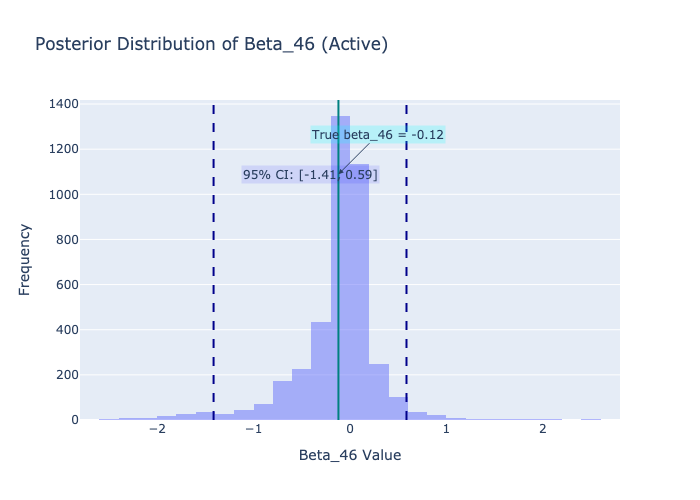 Posterior Distribution of Beta_46 (Active)
1400
1200
1000
800
600
400
200
0
Frequency
True beta_46 = -0.12
95% CI: [-1.41, 0.59]
−2
−1
0
1
2
Beta_46 Value